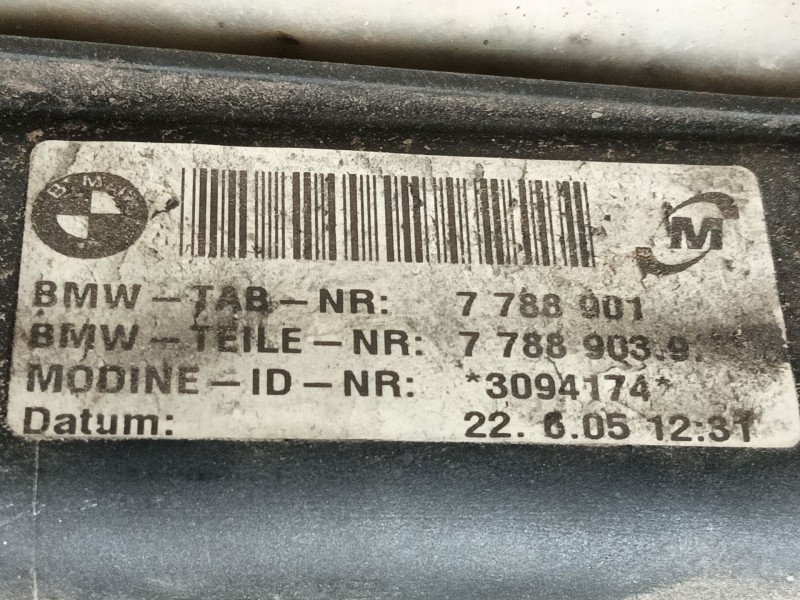 BMW
M
BMW-TAB-NR: 7 788 901
BMW-TEILE-NR: 7 788 903.9
MODINE-ID-NR: *3094174*
Datum: 22. 6.05 12:31